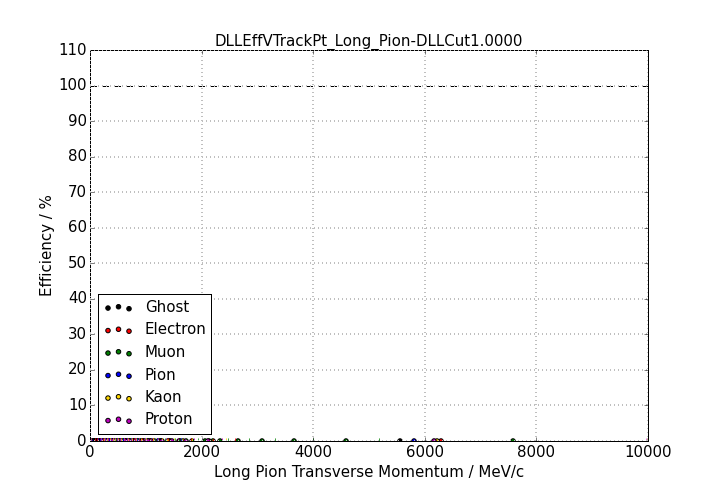 DLLEffVTrackPt_Long_Pion-DLLCut1.0000
110
100
90
80
70
60
50
40
30
20
10
0
Efficiency / %
Ghost
Electron
Muon
Pion
Kaon
Proton
0 2000 4000 6000 8000 10000
Long Pion Transverse Momentum / MeV/c